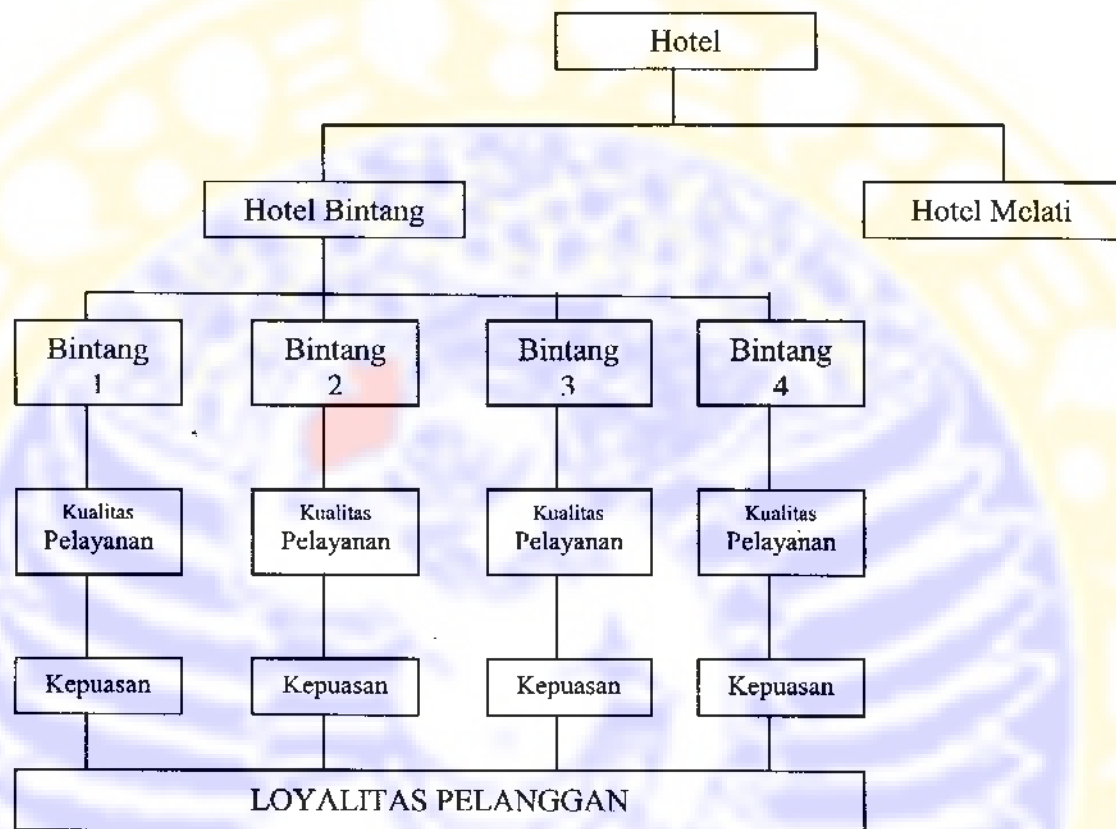 Hotel
Hotel Bintang
Hotel Melati
Bintang
1
Bintang
2
Bintang
3
Bintang
4
Kualitas
Pelayanan
Kualitas
Pelayanan
Kualitas
Pelayanan
Kualitas
Pelayanan
Kepuasan
Kepuasan
Kepuasan
Kepuasan
LOYALITAS PELANGGAN